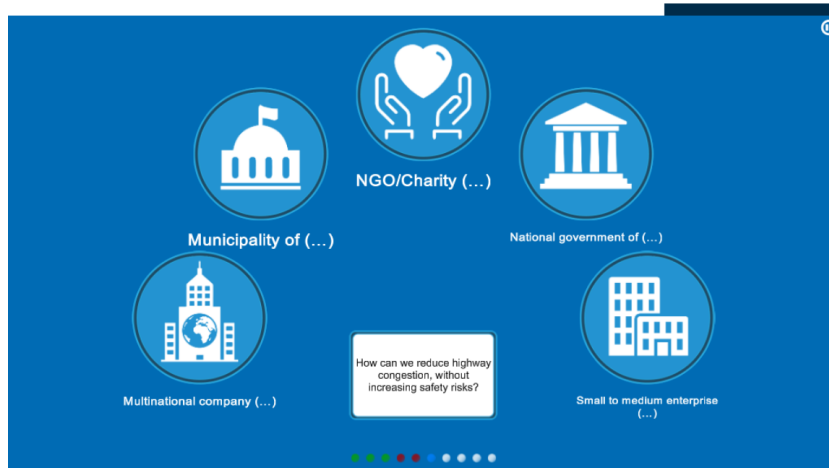 NGO/Charity (...)
Municipality of (...)
National government of (...)
Multinational company (...)
How can we reduce highway
congestion, without
increasing safety risks?
Small to medium enterprise
(...)